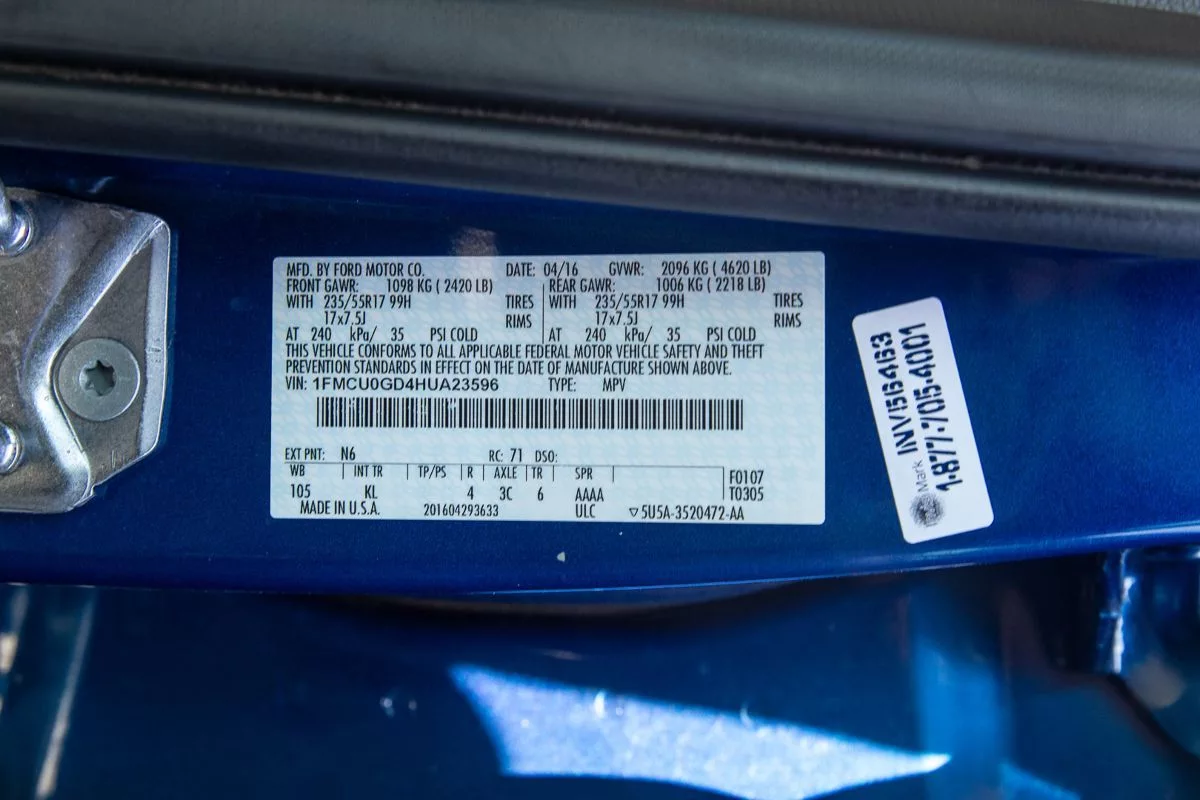 MFD. BY FORD MOTOR CO. DATE: 04/16 GVWR: 2096 KG ( 4620 LB)
FRONT GAWR: 1098 KG ( 2420 LB) REAR GAWR: 1006 KG ( 2218 LB)
WITH 235/55R17 99H TIRES WITH 235/55R17 99H TIRES
17x7.5J RIMS 17x7.5J RIMS
AT 240 kPa/ 35 PSI COLD AT 240 kPa/ 35 PSI COLD
THIS VEHICLE CONFORMS TO ALL APPLICABLE FEDERAL MOTOR VEHICLE SAFETY AND THEFT
PREVENTION STANDARDS IN EFFECT ON THE DATE OF MANUFACTURE SHOWN ABOVE.
VIN: 1FMCU0GD4HUA23596 TYPE: MPV
EXT PNT: N6 RC: 71 DSO:
WB INT TR TP/PS R AXLE TR SPR F0107
105 KL 4 3C 6 AAAA T0305
MADE IN U.S.A. 201604293633 ULC ▽5U5A-3520472-AA
Mark INV56463
1-877-705-4001